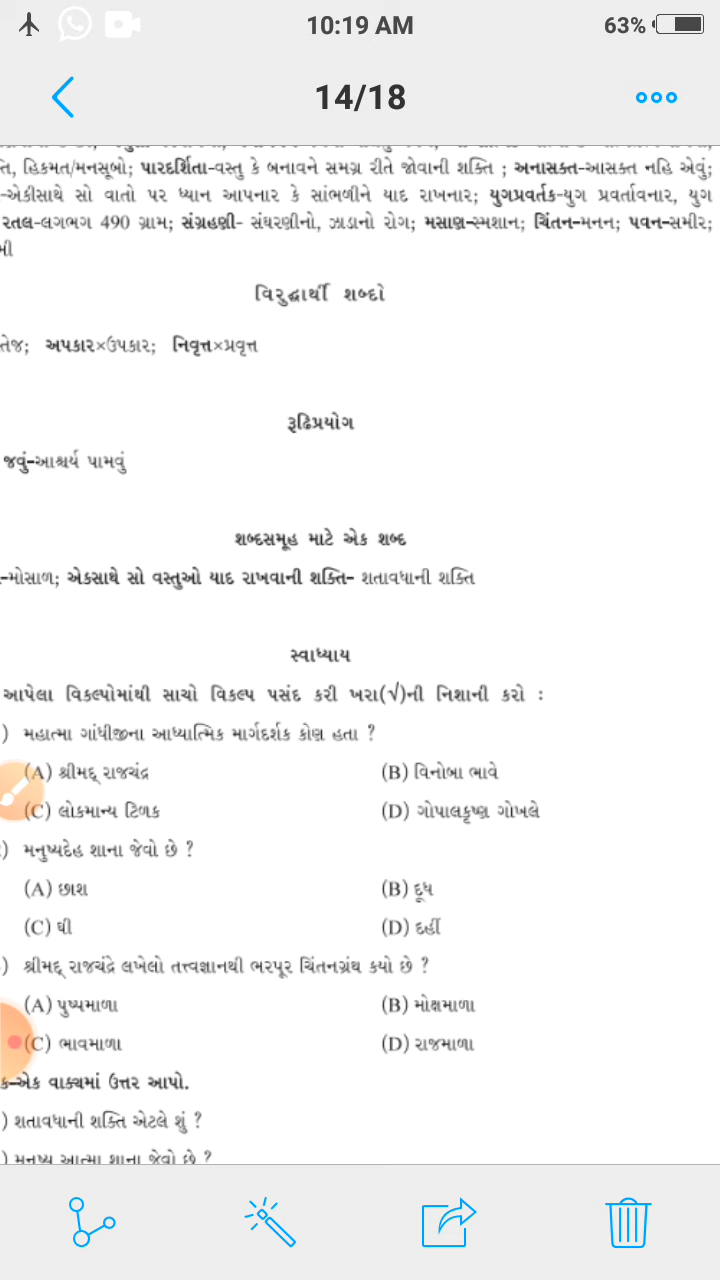 10:19 AM
63%
14/18
તિ, હિકમત/મનસૂબો; પારદર્શિતા-વસ્તુ કે બનાવને સમગ્ર રીતે જોવાની શક્તિ ; અનાસક્ત-આસક્ત નહિ એવું;
-એકીસાથે સો વાતો પર ધ્યાન આપનાર કે સાંભળીને યાદ રાખનાર; યુગપ્રવર્તક-યુગ પ્રવર્તાવનાર, યુગ
રતલ-લગભગ 490 ગ્રામ; સંગ્રહણી- સંઘરણીનો, ઝાડાનો રોગ; મસાણ-સ્મશાન; ચિંતન-મનન; પવન-સમીર;
વિરુદ્ધાર્થી શબ્દો
તેજ; અપકાર×ઉપકાર; નિવૃત્ત×પ્રવૃત્ત
રૂઢિપ્રયોગ
જવું-આશ્ચર્ય પામવું
શબ્દસમૂહ માટે એક શબ્દ
-મોસાળ; એકસાથે સો વસ્તુઓ યાદ રાખવાની શક્તિ- શતાવધાની શક્તિ
સ્વાધ્યાય
આપેલા વિકલ્પોમાંથી સાચો વિકલ્પ પસંદ કરી ખરા(√)ની નિશાની કરો :
) મહાત્મા ગાંધીજીના આધ્યાત્મિક માર્ગદર્શક કોણ હતા ?
(A) શ્રીમદ્ રાજચંદ્ર (B) વિનોબા ભાવે
(C) લોકમાન્ય ટિળક (D) ગોપાલકૃષ્ણ ગોખલે
) મનુષ્યદેહ શાના જેવો છે ?
(A) છાશ (B) દૂધ
(C) ઘી (D) દહીં
) શ્રીમદ્ રાજચંદ્રે લખેલો તત્ત્વજ્ઞાનથી ભરપૂર ચિંતનગ્રંથ કયો છે ?
(A) પુષ્પમાળા (B) મોક્ષમાળા
(C) ભાવમાળા (D) રાજમાળા
ક-એક વાક્યમાં ઉત્તર આપો.
) શતાવધાની શક્તિ એટલે શું ?
) મનુષ્ય આત્મા શાના જેવો છે ?